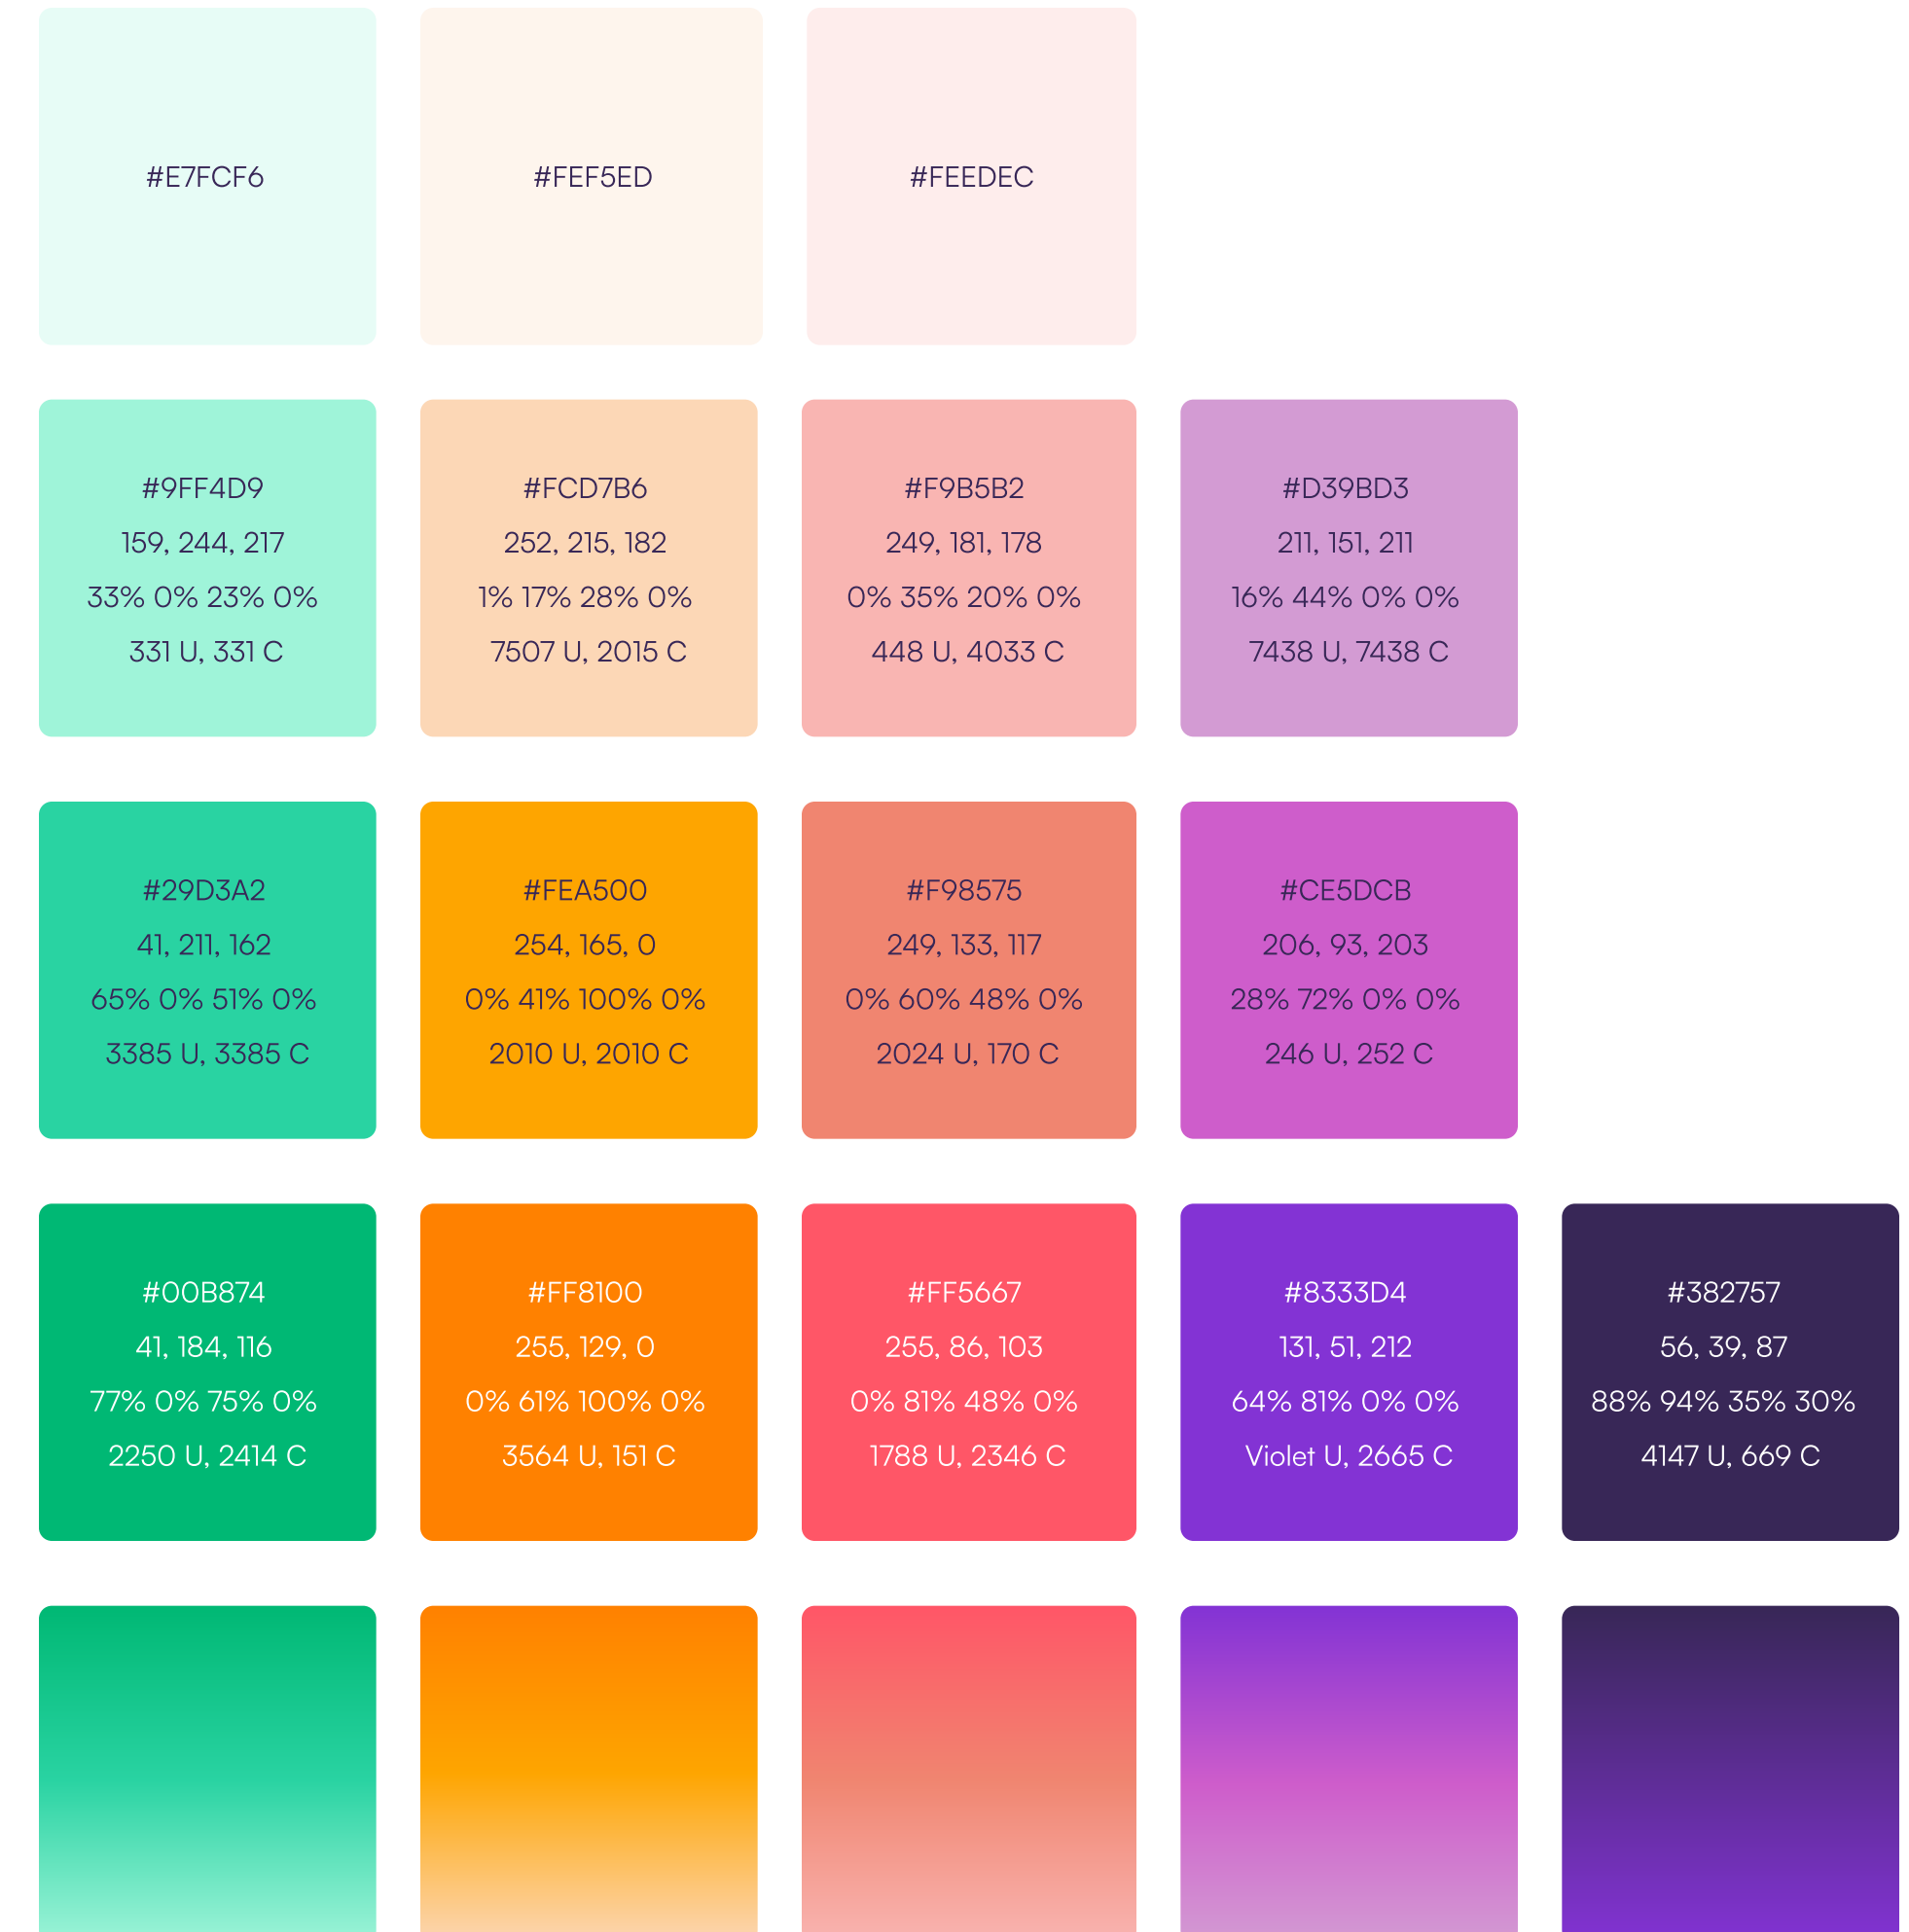 #E7FCF6
#FEF5ED
#FEEDEC
#9FF4D9
159, 244, 217
33% 0% 23% 0%
331 U, 331 C
#FCD7B6
252, 215, 182
1% 17% 28% 0%
7507 U, 2015 C
#F9B5B2
249, 181, 178
0% 35% 20% 0%
448 U, 4033 C
#D39BD3
211, 151, 211
16% 44% 0% 0%
7438 U, 7438 C
#29D3A2
41, 211, 162
65% 0% 51% 0%
3385 U, 3385 C
#FEA500
254, 165, 0
0% 41% 100% 0%
2010 U, 2010 C
#F98575
249, 133, 117
0% 60% 48% 0%
2024 U, 170 C
#CE5DCB
206, 93, 203
28% 72% 0% 0%
246 U, 252 C
#00B874
41, 184, 116
77% 0% 75% 0%
2250 U, 2414 C
#FF8100
255, 129, 0
0% 61% 100% 0%
3564 U, 151 C
#FF5667
255, 86, 103
0% 81% 48% 0%
1788 U, 2346 C
#8333D4
131, 51, 212
64% 81% 0% 0%
Violet U, 2665 C
#382757
56, 39, 87
88% 94% 35% 30%
4147 U, 669 C